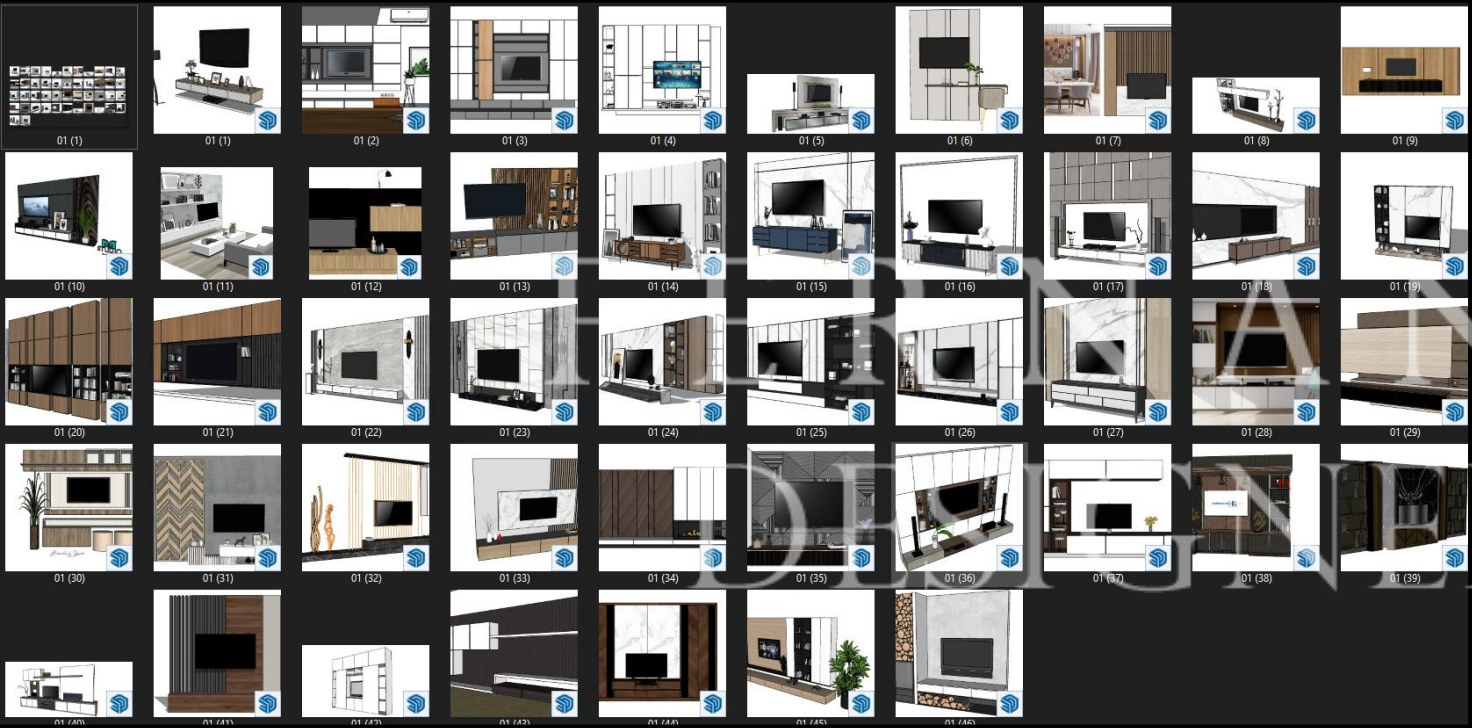 01 (1) 01 (1) 01 (2) 01 (3) 01 (4) 01 (5) 01 (6) 01 (7) 01 (8) 01 (9)
01 (10) 01 (11) 01 (12) 01 (13) 01 (14) 01 (15) 01 (16) 01 (17) 01 (18) 01 (19)
FERNAN
01 (20) 01 (21) 01 (22) 01 (23) 01 (24) 01 (25) 01 (26) 01 (27) 01 (28) 01 (29)
DESIGNE
01 (30) 01 (31) 01 (32) 01 (33) 01 (34) 01 (35) 01 (36) 01 (37) 01 (38) 01 (39)
01 (40) 01 (41) 01 (42) 01 (43) 01 (44) 01 (45) 01 (46)